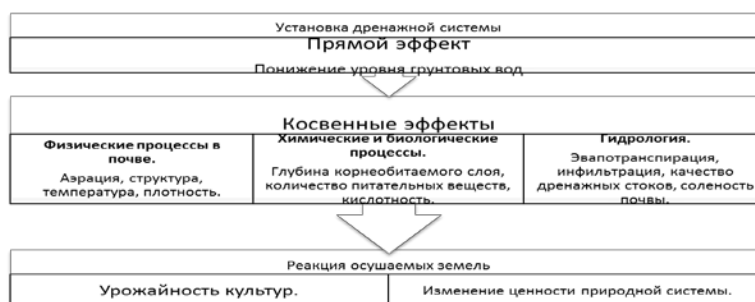 Установка дренажной системы
Прямой эффект
Понижение уровня грунтовых вод
Косвенные эффекты
Физические процессы в
почве.
Аэрация, структура,
температура, плотность.
Химические и биологические
процессы.
Глубина корнеобитаемого слоя,
количество питательных веществ,
кислотность.
Гидрология.
Эвапотранспирация,
инфильтрация, качество
дренажных стоков, соленость
почвы.
Реакция осушаемых земель
Урожайность культур.
Изменение ценности природной системы.